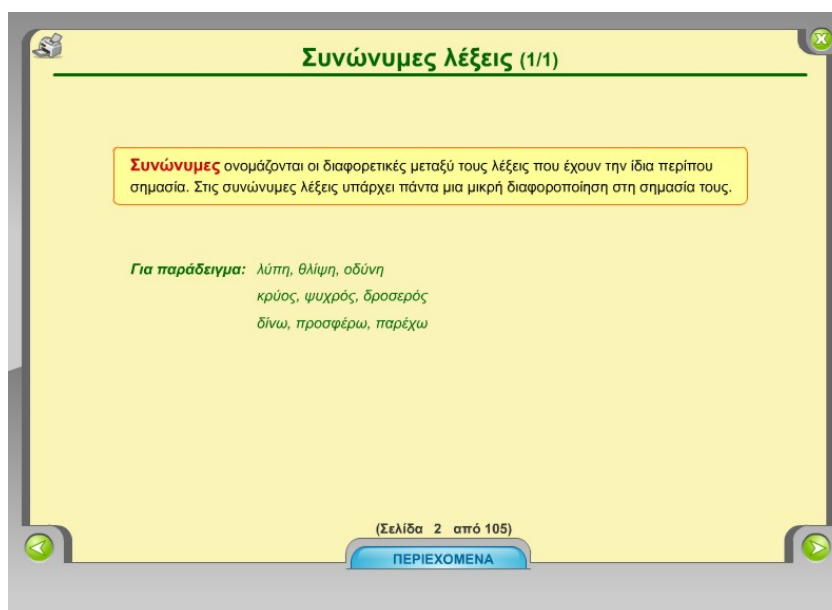 Συνώνυμες λέξεις (1/1)
Συνώνυμες ονομάζονται οι διαφορετικές μεταξύ τους λέξεις που έχουν την ίδια περίπου
σημασία. Στις συνώνυμες λέξεις υπάρχει πάντα μια μικρή διαφοροποίηση στη σημασία τους.
Για παράδειγμα: λύπη, θλίψη, οδύνη
κρύος, ψυχρός, δροσερός
δίνω, προσφέρω, παρέχω
(Σελίδα 2 από 105)
ΠΕΡΙΕΧΟΜΕΝΑ